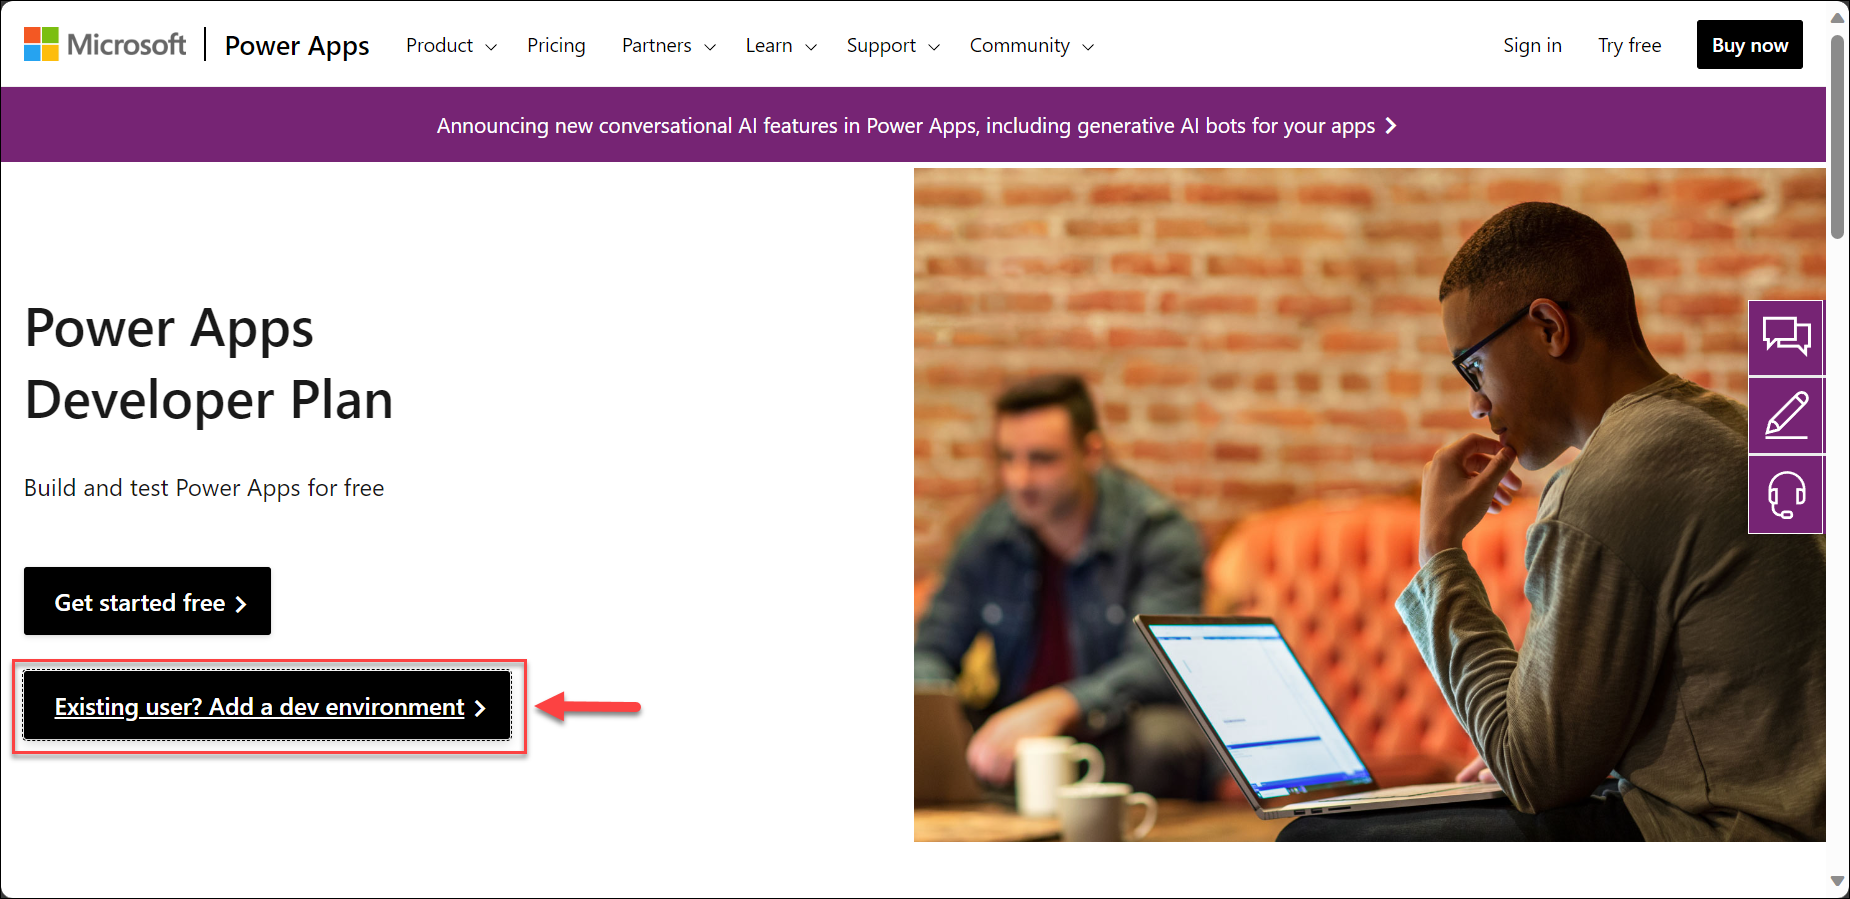 Microsoft Power Apps Product Pricing Partners Learn Support Community Sign in Try free Buy now
Announcing new conversational AI features in Power Apps, including generative AI bots for your apps
Power Apps
Developer Plan
Build and test Power Apps for free
Get started free
Existing user? Add a dev environment